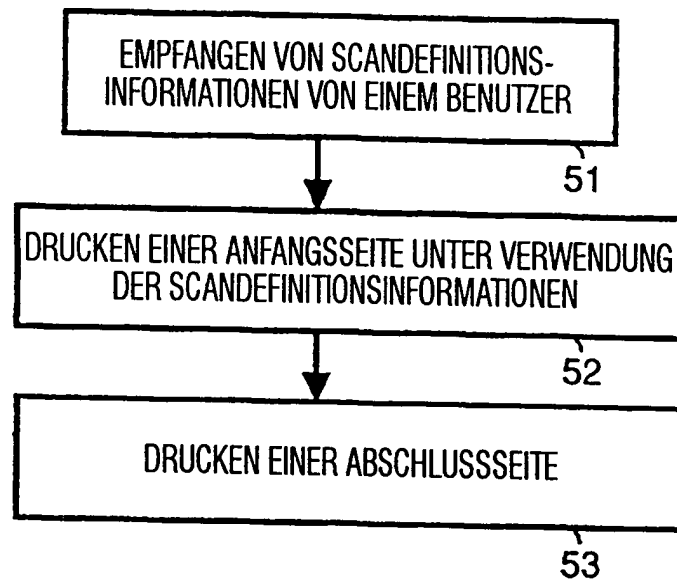 EMPFANGEN VON SCANDEFINITIONS-
INFORMATIONEN VON EINEM BENUTZER
51
DRUCKEN EINER ANFANGSSEITE UNTER VERWENDUNG
DER SCANDEFINITIONSINFORMATIONEN
52
DRUCKEN EINER ABSCHLUSSSEITE
53